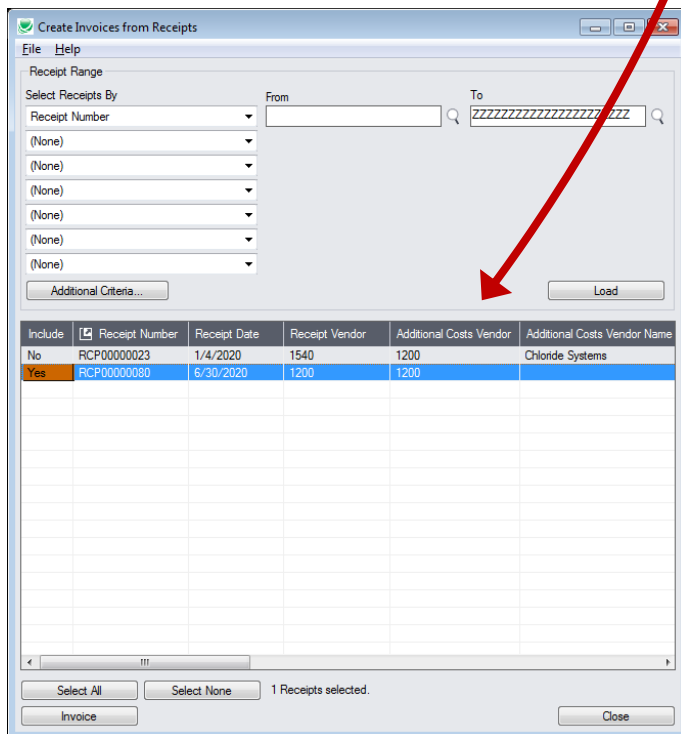 Create Invoices from Receipts
File Help
Receipt Range
Select Receipts By From To
Receipt Number ZZZZZZZZZZZZZZZZZZZZZZ
(None)
(None)
(None)
(None)
(None)
(None)
Additional Criteria... Load
Include Receipt Number Receipt Date Receipt Vendor Additional Costs Vendor Additional Costs Vendor Name
No RCP00000023 1/4/2020 1540 1200 Chloride Systems
Yes RCP00000080 6/30/2020 1200 1200
Select All Select None 1 Receipts selected.
Invoice Close